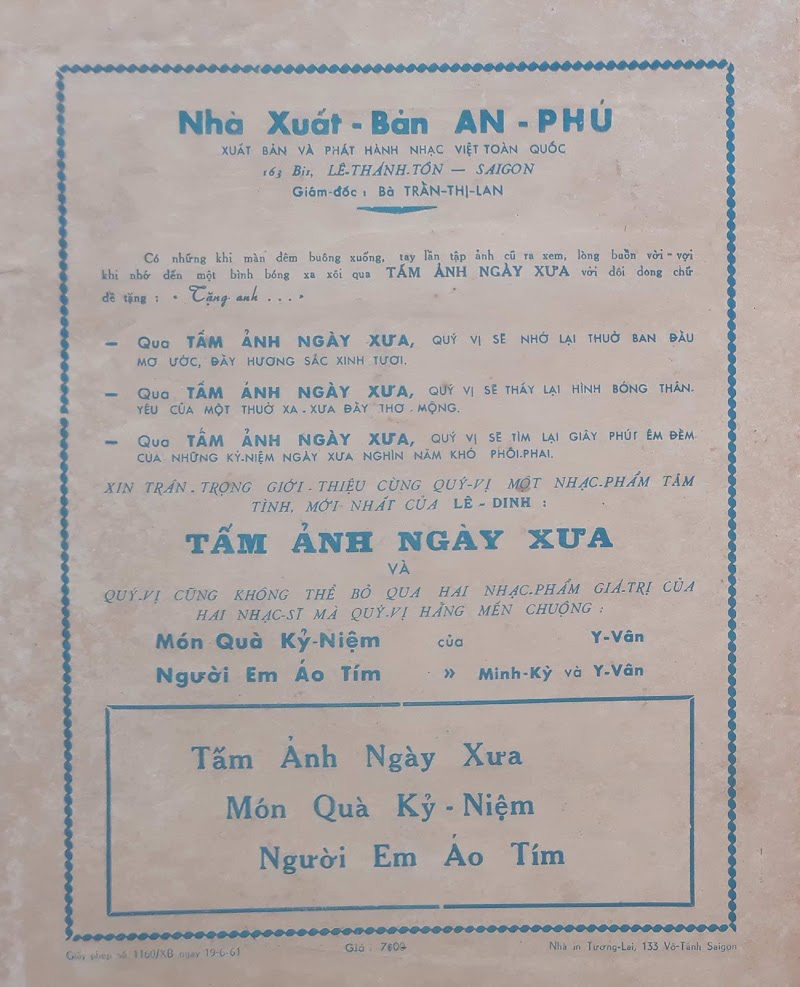 Nhà Xuất-Bản AN-PHÚ
XUẤT BẢN VÀ PHÁT HÀNH NHẠC VIỆT TOÀN QUỐC
163 Bis, LÊ-THÁNH-TÔN — SAIGON
Giám-đốc : Bà TRẦN-THỊ-LAN
Có những khi màn đêm buông xuống, tay lần tập ảnh cũ ra xem, lòng buồn vời-vợi
khi nhớ đến một bình bóng xa xôi qua TẤM ẢNH NGÀY XƯA với đôi dong chữ
đề tặng : « Tặng anh . . . . »
— Qua TẤM ẢNH NGÀY XƯA, QUÝ VỊ SẼ NHỚ LẠI THUỞ BAN ĐẦU
MƠ ƯỚC, ĐẦY HƯƠNG SẮC XINH TƯƠI.
— Qua TẤM ẢNH NGÀY XƯA, QUÝ VỊ SẼ THẤY LẠI HÌNH BÓNG THÂN-
YÊU CỦA MỘT THUỞ XA-XƯA ĐẦY THƠ-MỘNG.
— Qua TẤM ẢNH NGÀY XƯA, QUÝ VỊ SẼ TÌM LẠI GIÂY PHÚT ÊM ĐỀM
CỦA NHỮNG KỶ-NIỆM NGÀY XƯA NGHÌN NĂM KHÓ PHÔI-PHAI.
XIN TRÂN-TRỌNG GIỚI-THIỆU CÙNG QUÝ-VỊ MỘT NHẠC-PHẨM TÂM
TÌNH, MỚI NHẤT CỦA LÊ-DINH :
TẤM ẢNH NGÀY XƯA
VÀ
QUÝ-VỊ CŨNG KHÔNG THỂ BỎ QUA HAI NHẠC-PHẨM GIÁ-TRỊ CỦA
HAI NHẠC-SĨ MÀ QUÝ-VỊ HẰNG MẾN CHUỘNG :
Món Quà Kỷ-Niệm của Y-Vân
Người Em Áo Tím » Minh-Kỳ và Y-Vân
Tấm Ảnh Ngày Xưa
Món Quà Kỷ-Niệm
Người Em Áo Tím
Giấy phép số 1160/XB ngày 19-6-61 Giá : 7$00 Nhà in Tương-Lai, 133 Võ-Tánh Saigon